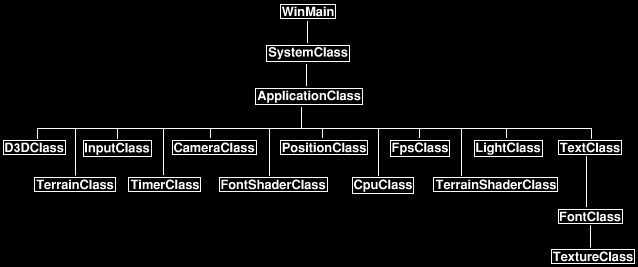 WinMain
SystemClass
ApplicationClass
D3DClass InputClass CameraClass PositionClass FpsClass LightClass TextClass
TerrainClass TimerClass FontShaderClass CpuClass TerrainShaderClass
FontClass
TextureClass